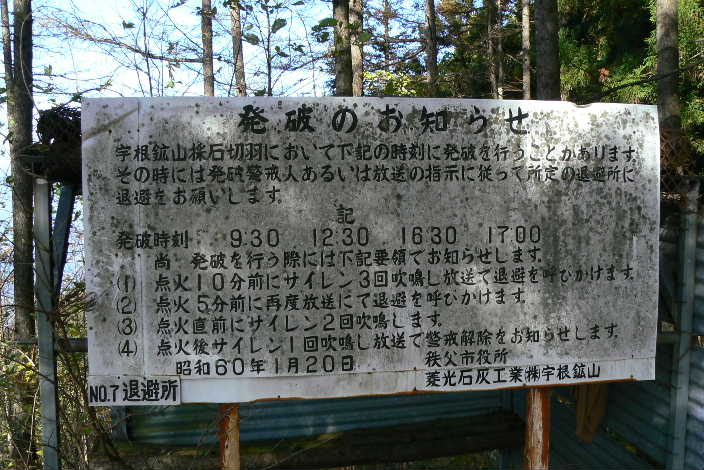 発破のお知らせ
宇根鉱山採石切羽において下記の時刻に発破を行うことがあります。
その時には発破警戒人あるいは放送の指示に従って所定の退避所に
退避をお願いします。
記
発破時刻 9:30 12:30 16:30 17:00
尚 発破を行う際には下記要領でお知らせします。
(1) 点火10分前にサイレン3回吹鳴し放送で退避を呼びかけます。
(2) 点火5分前に再度放送にて退避を呼びかけます。
(3) 点火直前にサイレン2回吹鳴します。
(4) 点火後サイレン1回吹鳴し放送で警戒解除をお知らせします。
昭和60年1月20日 秩父市役所
菱光石灰工業㈱宇根鉱山
NO.7退避所